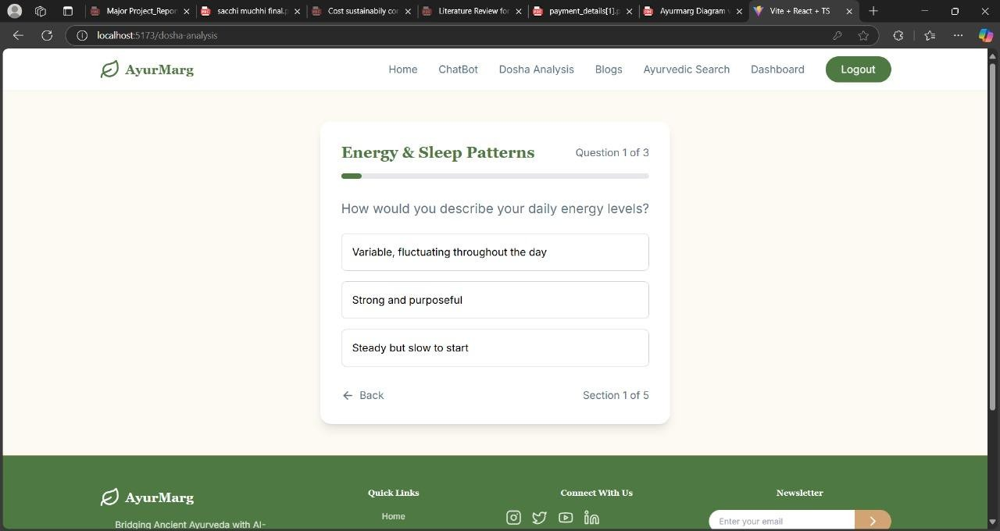 Major Project_Repor
sacchi muchhi final.p
Cost sustainabily cor
Literature Review for
payment_details[1].p
Ayurmarg Diagram v
Vite + React + TS
localhost:5173/dosha-analysis
AyurMarg
Home
ChatBot
Dosha Analysis
Blogs
Ayurvedic Search
Dashboard
Logout
Energy & Sleep Patterns
Question 1 of 3
How would you describe your daily energy levels?
Variable, fluctuating throughout the day
Strong and purposeful
Steady but slow to start
Back
Section 1 of 5
AyurMarg
Bridging Ancient Ayurveda with AI-
Quick Links
Home
Connect With Us
Newsletter
Enter your email